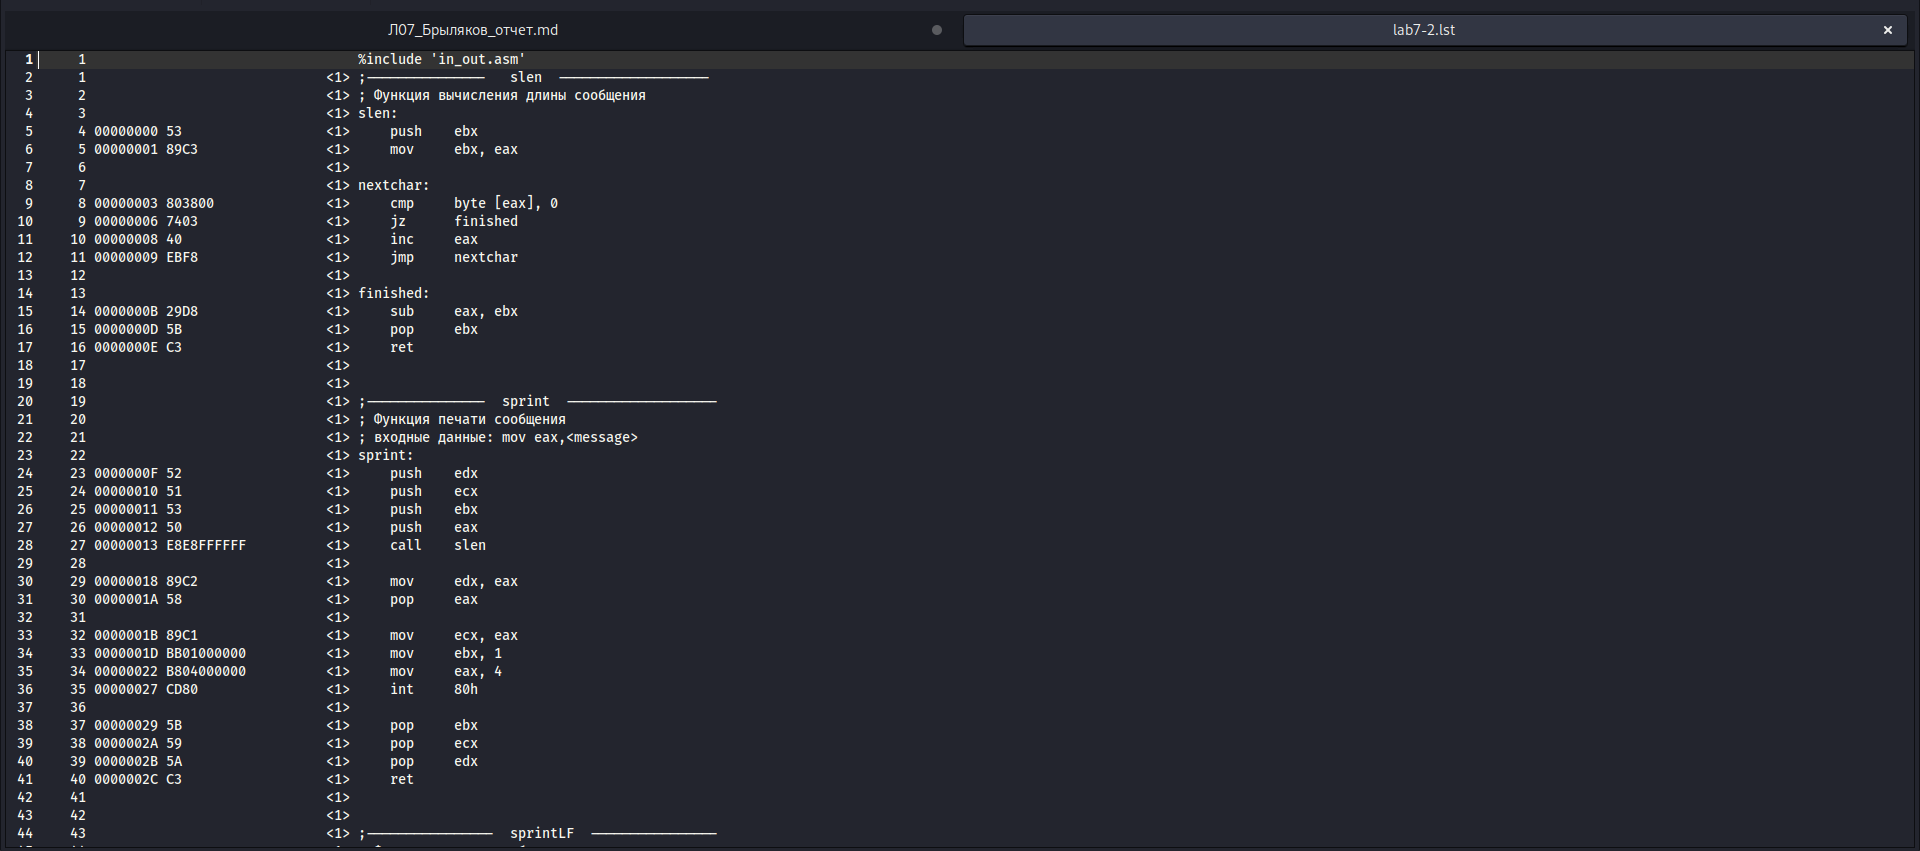 Л07_Брыляков_отчет.md lab7-2.lst ×
1 1 %include 'in_out.asm'
2 1 <1> ;--------------- slen -------------------
3 2 <1> ; Функция вычисления длины сообщения
4 3 <1> slen:
5 4 00000000 53 <1> push ebx
6 5 00000001 89C3 <1> mov ebx, eax
7 6 <1>
8 7 <1> nextchar:
9 8 00000003 803800 <1> cmp byte [eax], 0
10 9 00000006 7403 <1> jz finished
11 10 00000008 40 <1> inc eax
12 11 00000009 EBF8 <1> jmp nextchar
13 12 <1>
14 13 <1> finished:
15 14 0000000B 29D8 <1> sub eax, ebx
16 15 0000000D 5B <1> pop ebx
17 16 0000000E C3 <1> ret
18 17 <1>
19 18 <1>
20 19 <1> ;--------------- sprint -------------------
21 20 <1> ; Функция печати сообщения
22 21 <1> ; входные данные: mov eax,<message>
23 22 <1> sprint:
24 23 0000000F 52 <1> push edx
25 24 00000010 51 <1> push ecx
26 25 00000011 53 <1> push ebx
27 26 00000012 50 <1> push eax
28 27 00000013 E8E8FFFFFF <1> call slen
29 28 <1>
30 29 00000018 89C2 <1> mov edx, eax
31 30 0000001A 58 <1> pop eax
32 31 <1>
33 32 0000001B 89C1 <1> mov ecx, eax
34 33 0000001D BB01000000 <1> mov ebx, 1
35 34 00000022 B804000000 <1> mov eax, 4
36 35 00000027 CD80 <1> int 80h
37 36 <1>
38 37 00000029 5B <1> pop ebx
39 38 0000002A 59 <1> pop ecx
40 39 0000002B 5A <1> pop edx
41 40 0000002C C3 <1> ret
42 41 <1>
43 42 <1>
44 43 <1> ;---------------- sprintLF ----------------